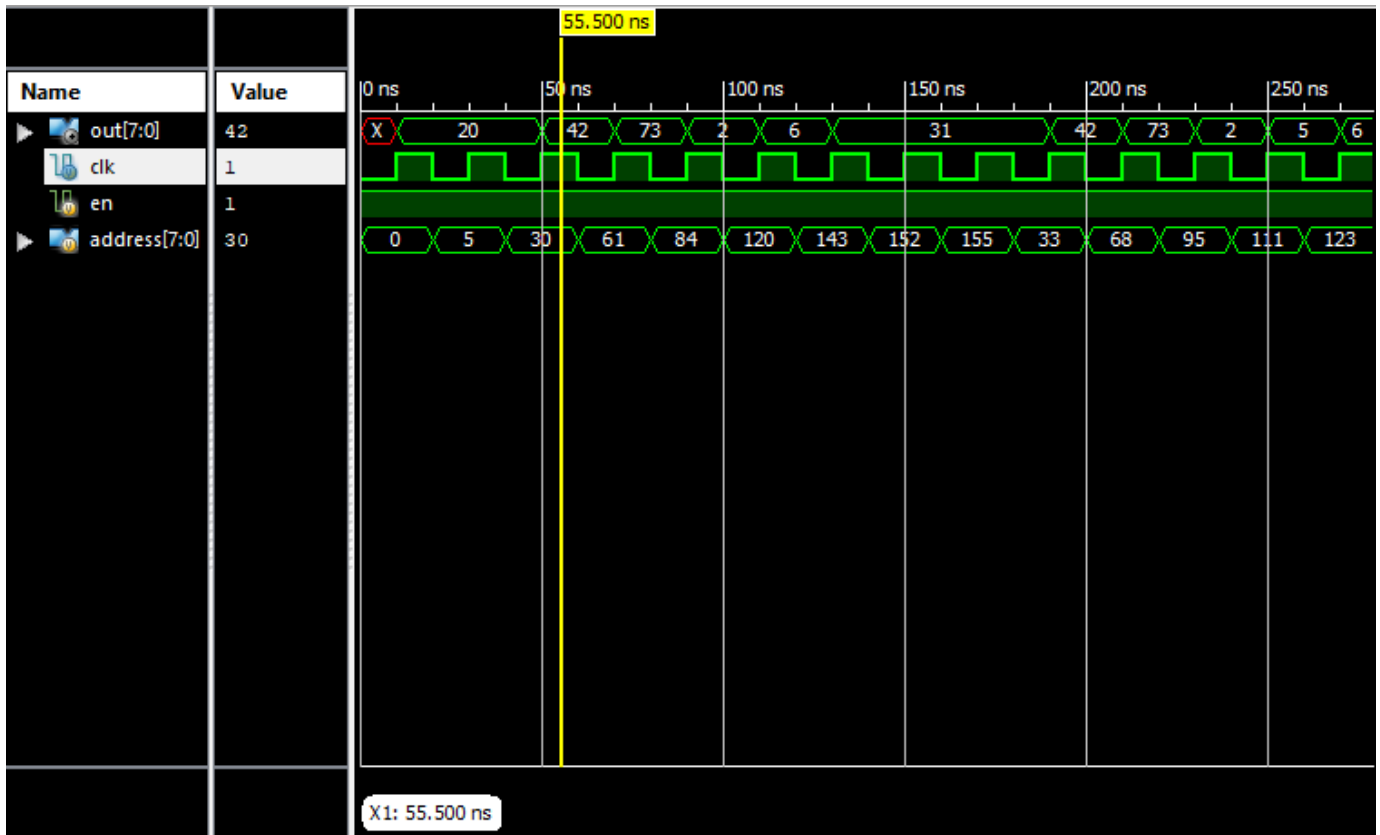 55.500 ns
Name Value 0 ns 50 ns 100 ns 150 ns 200 ns 250 ns
out[7:0] 42 X 20 42 73 2 6 31 42 73 2 5 6
clk 1
en 1
address[7:0] 30 0 5 30 61 84 120 143 152 155 33 68 95 111 123
X1: 55.500 ns